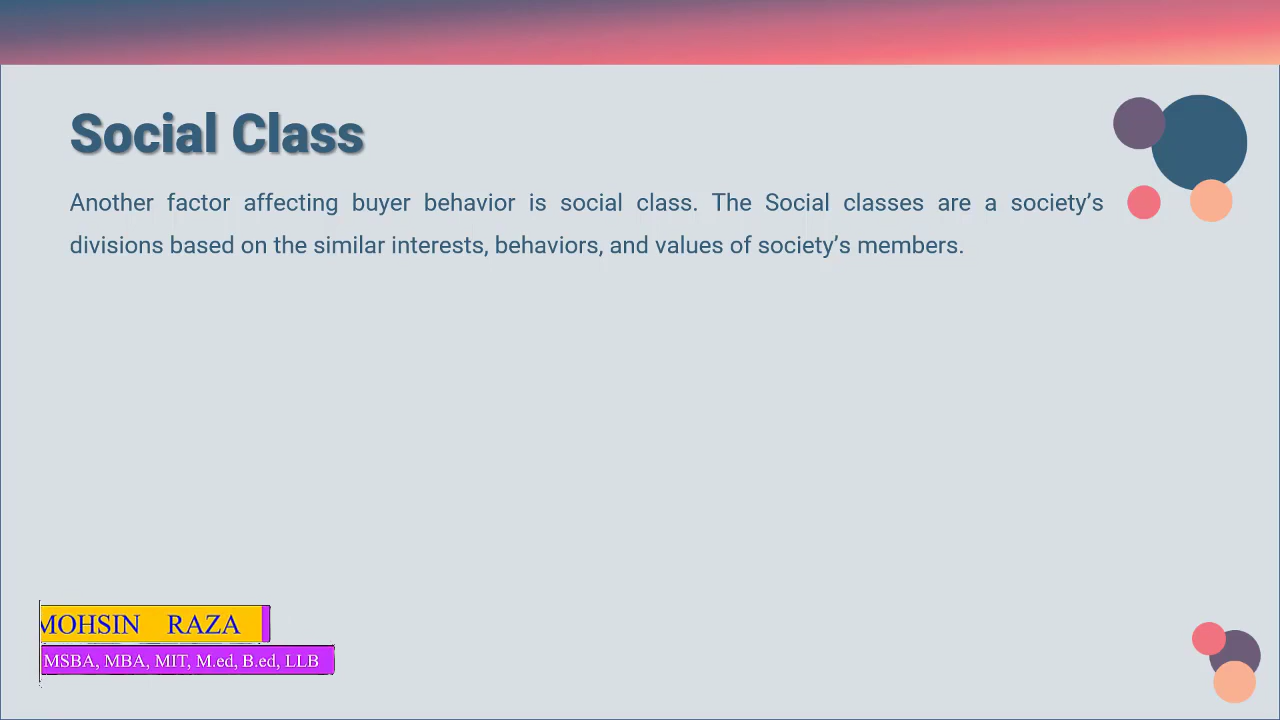 Social Class
Another factor affecting buyer behavior is social class. The Social classes are a society’s
divisions based on the similar interests, behaviors, and values of society’s members.
MOHSIN RAZA
MSBA, MBA, MIT, M.ed, B.ed, LLB